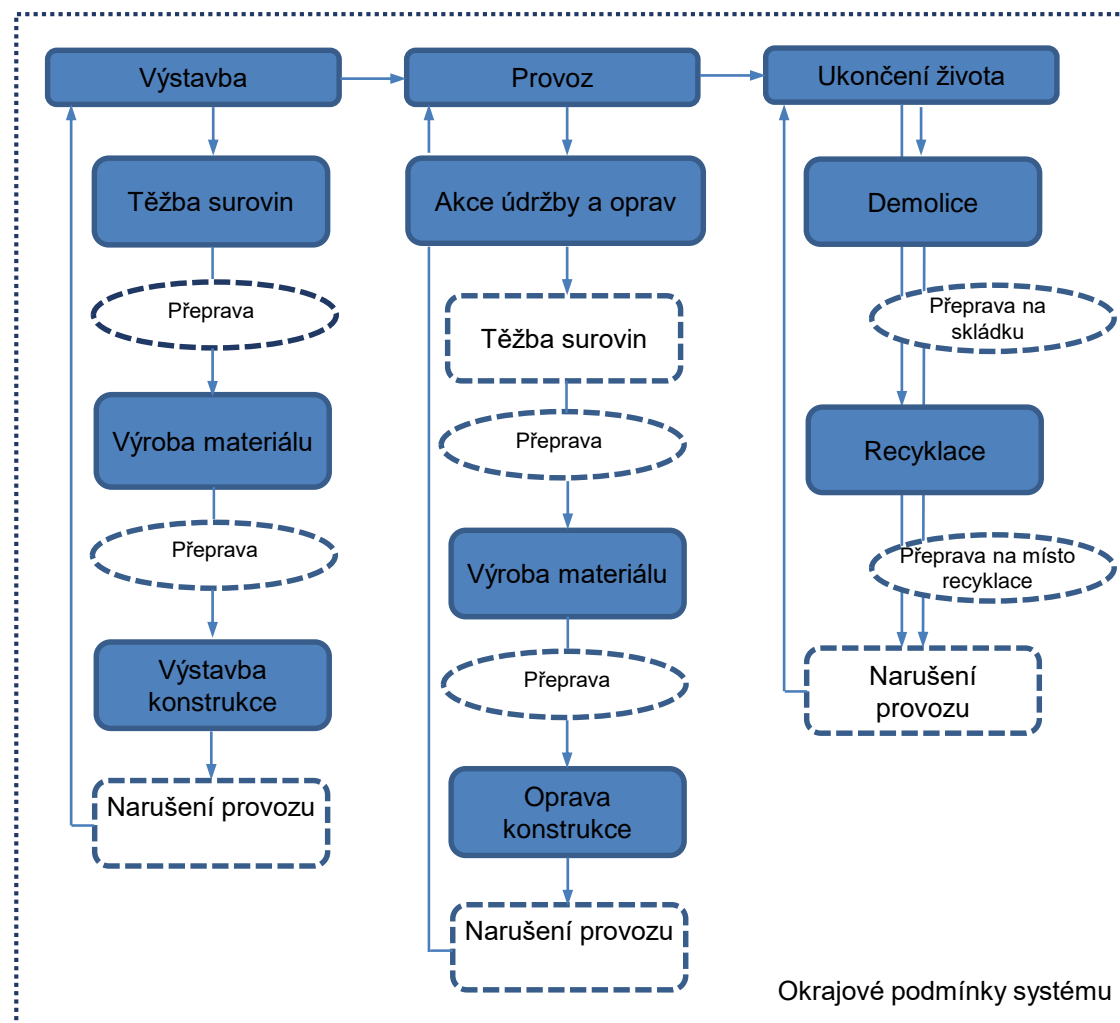 Výstavba
Těžba surovin
Přeprava
Výroba materiálu
Přeprava
Výstavba
konstrukce
Narušení provozu
Provoz
Akce údržby a oprav
Těžba surovin
Přeprava
Výroba materiálu
Přeprava
Oprava
konstrukce
Narušení provozu
Ukončení života
Demolice
Přeprava na
skládku
Recyklace
Přeprava na místo
recyklace
Narušení
provozu
Okrajové podmínky systému